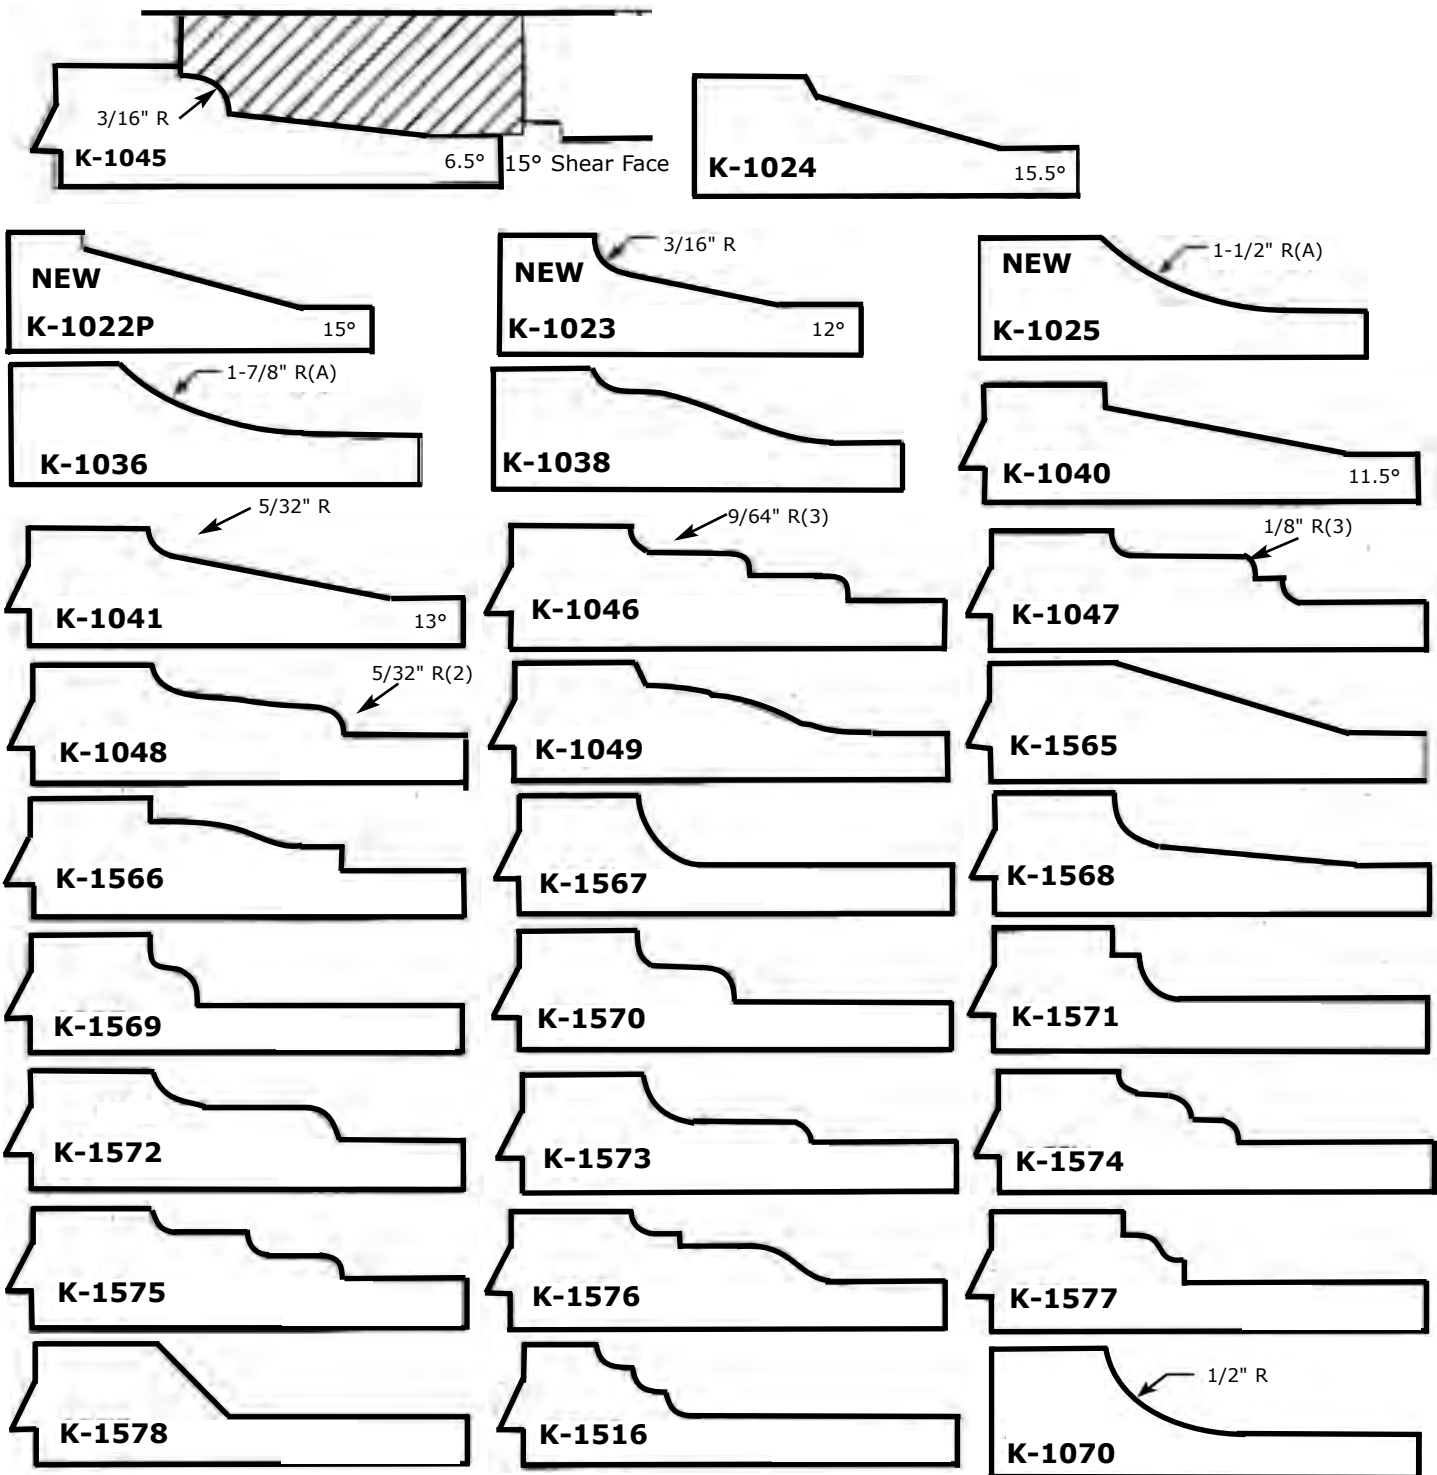 3/16" R
K-1045
6.5°
15° Shear Face
K-1024
15.5°
NEW
K-1022P
15°
3/16" R
NEW
K-1023
12°
1-1/2" R(A)
NEW
K-1025
1-7/8" R(A)
K-1036
K-1038
K-1040
11.5°
5/32" R
K-1041
13°
9/64" R(3)
K-1046
1/8" R(3)
K-1047
5/32" R(2)
K-1048
K-1049
K-1565
K-1566
K-1567
K-1568
K-1569
K-1570
K-1571
K-1572
K-1573
K-1574
K-1575
K-1576
K-1577
K-1578
K-1516
1/2" R
K-1070